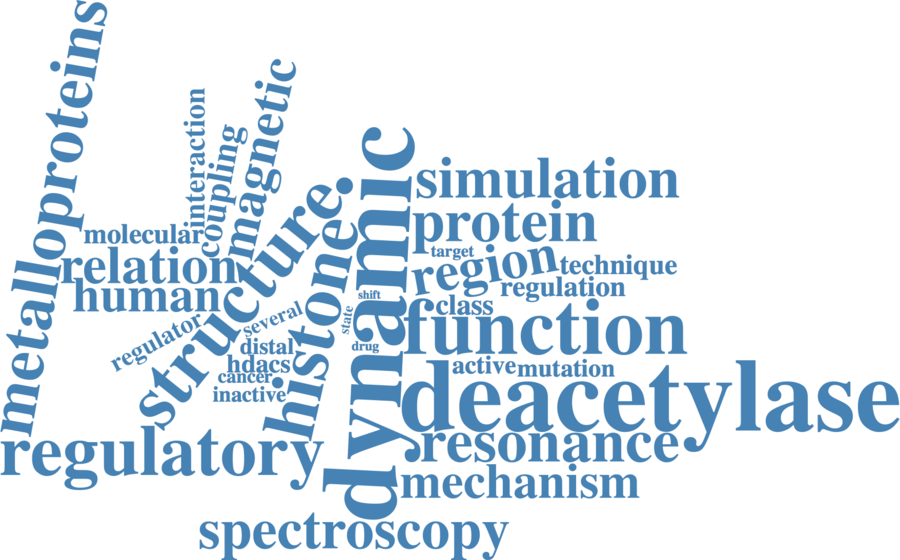 metalloproteins
interaction
coupling
magnetic
molecular
relation
human
structure.
histone
dynamic
simulation
protein
target
region
technique
regulation
class
shift
state
drug
function
regulator
several
distal
hdacs
cancer
inactive
active
mutation
deacetylase
regulatory
.resonance
mechanism
spectroscopy